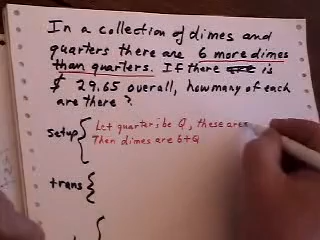 In a collection of dimes and
quarters there are 6 more dimes
than quarters. If there is
$ 29.65 overall, how many of each
are there?
setup { Let quarter's be Q, these are
Then dimes are 6+Q
trans {